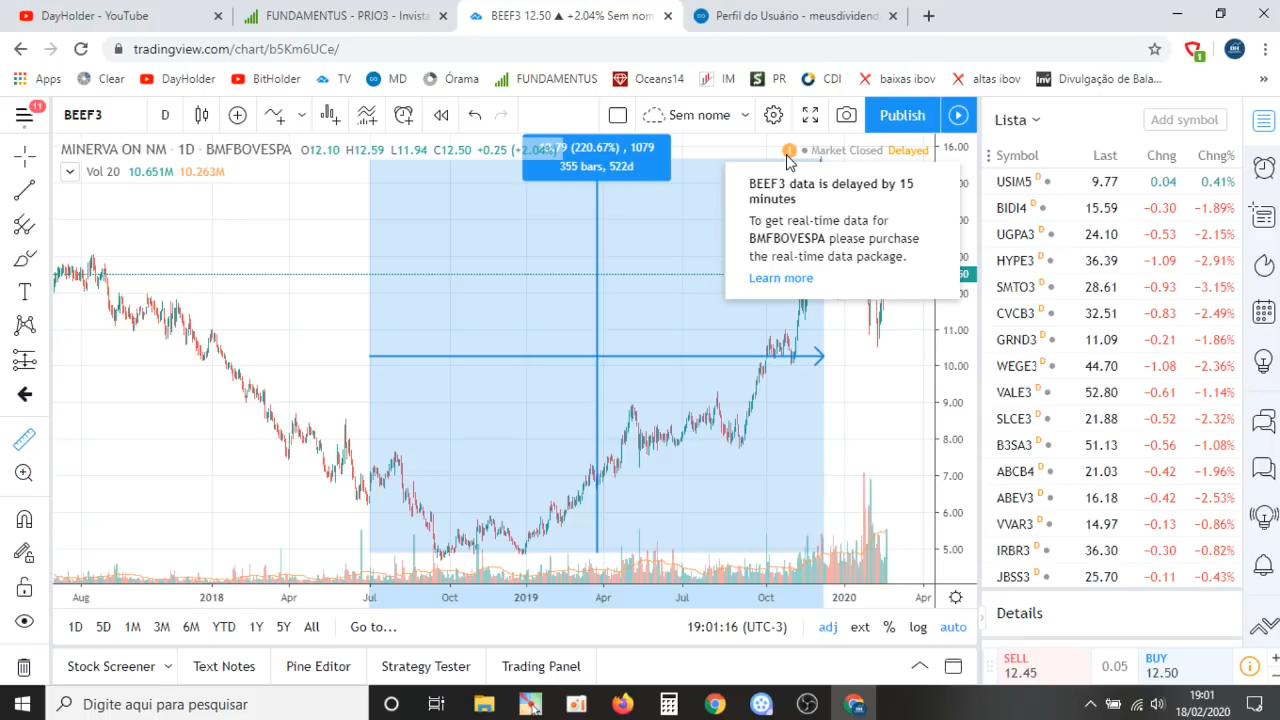 DayHolder - YouTube
FUNDAMENTUS - PRIO3 - Invista
BEEF3 12.50 ▲ +2.04% Sem nom
Perfil do Usuário - meusdividend
tradingview.com/chart/b5Km6UCe/
1
Apps Clear DayHolder BitHolder TV MD Órama FUNDAMENTUS Oceans14 IM PR CDI baixas ibov altas ibov Divulgação de Bala...
11
BEEF3 D
Sem nome
Publish
MINERVA ON NM · 1D · BMFBOVESPA O12.10 H12.59 L11.94 C12.50 +0.25 (+2.04%)
Vol 20 10.651M 10.263M
(220.67%) , 1079
355 bars, 522d
Market Closed Delayed
BEEF3 data is delayed by 15
minutes
To get real-time data for
BMFBOVESPA please purchase
the real-time data package.
Learn more
16.00
12.00
11.00
10.00
9.00
8.00
7.00
6.00
5.00
Aug 2018 Apr Jul Oct 2019 Apr Jul Oct 2020 Apr
1D 5D 1M 3M 6M YTD 1Y 5Y All Go to...
19:01:16 (UTC-3) adj ext % log auto
Stock Screener Text Notes Pine Editor Strategy Tester Trading Panel
Lista
Add symbol
Symbol Last Chng Chng%
USIM5 D 9.77 0.04 0.41%
BIDI4 D 15.59 −0.30 −1.89%
UGPA3 D 24.10 −0.53 −2.15%
HYPE3 D 36.39 −1.09 −2.91%
SMTO3 D 28.61 −0.93 −3.15%
CVCB3 D 32.51 −0.83 −2.49%
GRND3 D 11.09 −0.21 −1.86%
WEGE3 D 44.70 −1.08 −2.36%
VALE3 D 52.80 −0.61 −1.14%
SLCE3 D 21.88 −0.52 −2.32%
B3SA3 D 51.13 −0.56 −1.08%
ABCB4 D 21.03 −0.42 −1.96%
ABEV3 D 16.18 −0.42 −2.53%
VVAR3 D 14.97 −0.13 −0.86%
IRBR3 D 36.30 −0.30 −0.82%
JBSS3 D 25.70 −0.11 −0.43%
Details
SELL
12.45
0.05
BUY
12.50
Digite aqui para pesquisar
19:01
18/02/2020